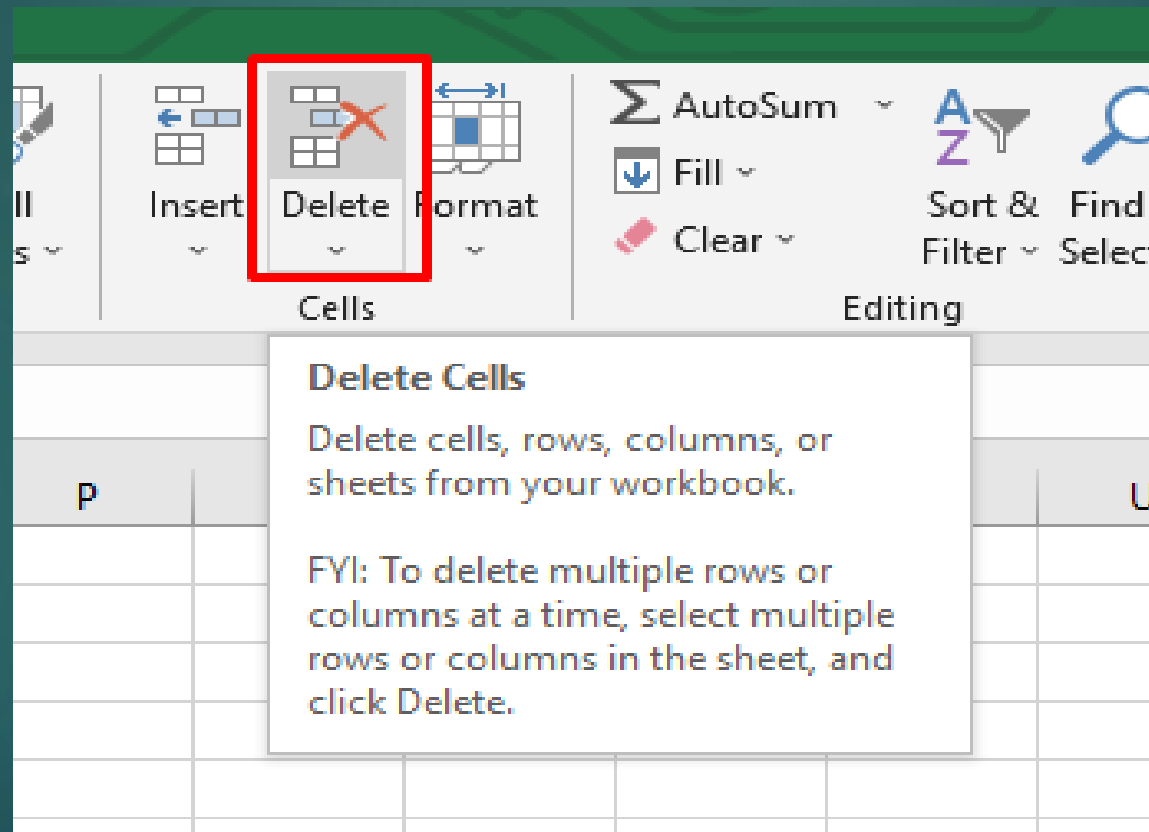 Insert
Delete
Format
Cells
AutoSum
Fill
Clear
A
Z
Sort &
Filter
Find
Editing
Delete Cells
Delete cells, rows, columns, or
sheets from your workbook.
FYI: To delete multiple rows or
columns at a time, select multiple
rows or columns in the sheet, and
click Delete.
P
U